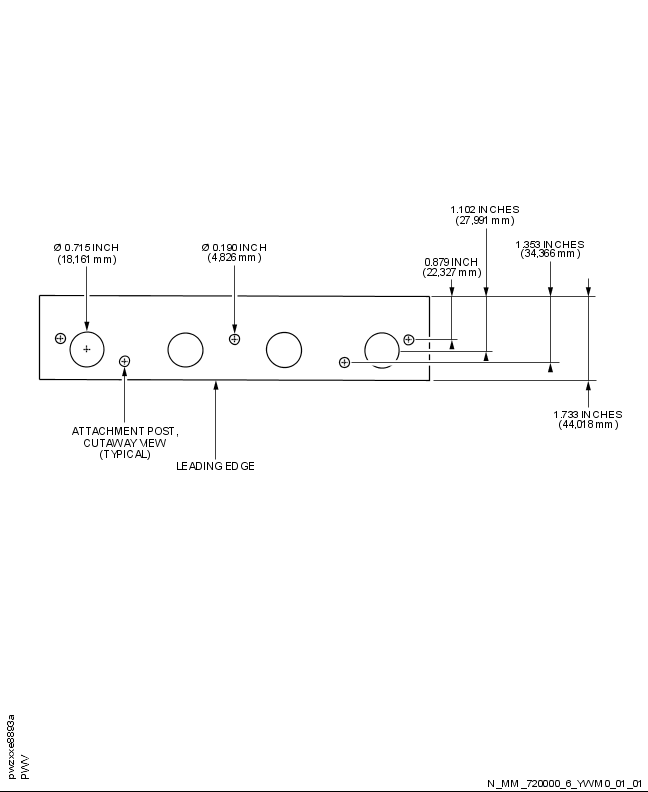 1.102 INCHES
(27,991 mm)
1.353 INCHES
(34,366 mm)
Ø 0.715 INCH
(18,161 mm)
Ø 0.190 INCH
(4,826 mm)
0.879 INCH
(22,327 mm)
1.733 INCHES
(44,018 mm)
ATTACHMENT POST,
CUTAWAY VIEW
(TYPICAL)
LEADING EDGE
pwzxxe8893a
PWV
N_MM_720000_6_YVVM0_01_01